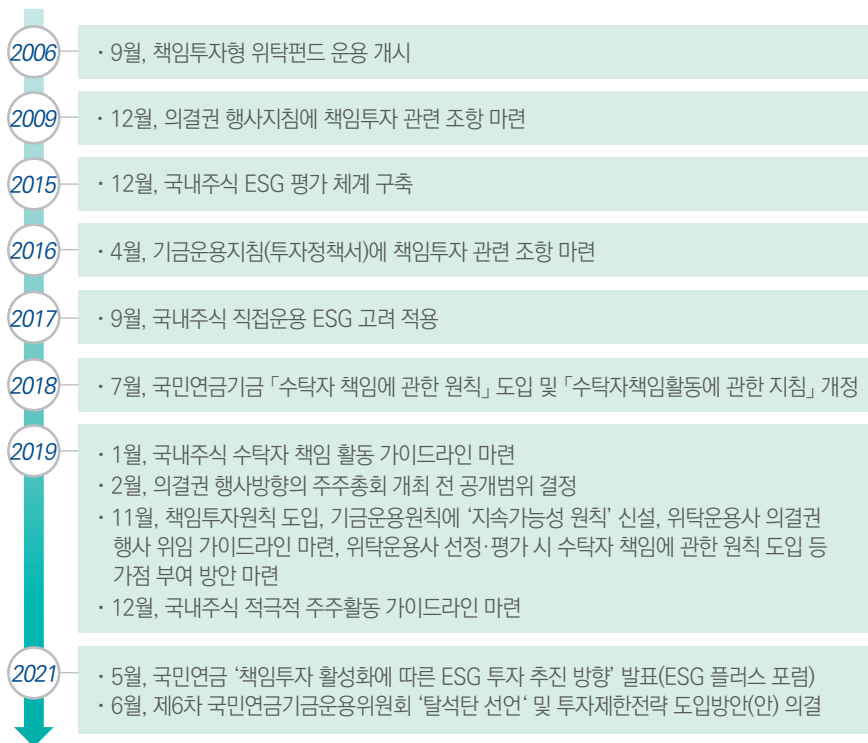 2006
· 9월, 책임투자형 위탁펀드 운용 개시
2009
· 12월, 의결권 행사지침에 책임투자 관련 조항 마련
2015
· 12월, 국내주식 ESG 평가 체계 구축
2016
· 4월, 기금운용지침(투자정책서)에 책임투자 관련 조항 마련
2017
· 9월, 국내주식 직접운용 ESG 고려 적용
2018
· 7월, 국민연금기금 「수탁자 책임에 관한 원칙」 도입 및 「수탁자책임활동에 관한 지침」 개정
2019
· 1월, 국내주식 수탁자 책임 활동 가이드라인 마련
· 2월, 의결권 행사방향의 주주총회 개최 전 공개범위 결정
· 11월, 책임투자원칙 도입, 기금운용원칙에 ‘지속가능성 원칙’ 신설, 위탁운용사 의결권
행사 위임 가이드라인 마련, 위탁운용사 선정·평가 시 수탁자 책임에 관한 원칙 도입 등
가점 부여 방안 마련
· 12월, 국내주식 적극적 주주활동 가이드라인 마련
2021
· 5월, 국민연금 ‘책임투자 활성화에 따른 ESG 투자 추진 방향’ 발표(ESG 플러스 포럼)
· 6월, 제6차 국민연금기금운용위원회 ‘탈석탄 선언‘ 및 투자제한전략 도입방안(안) 의결